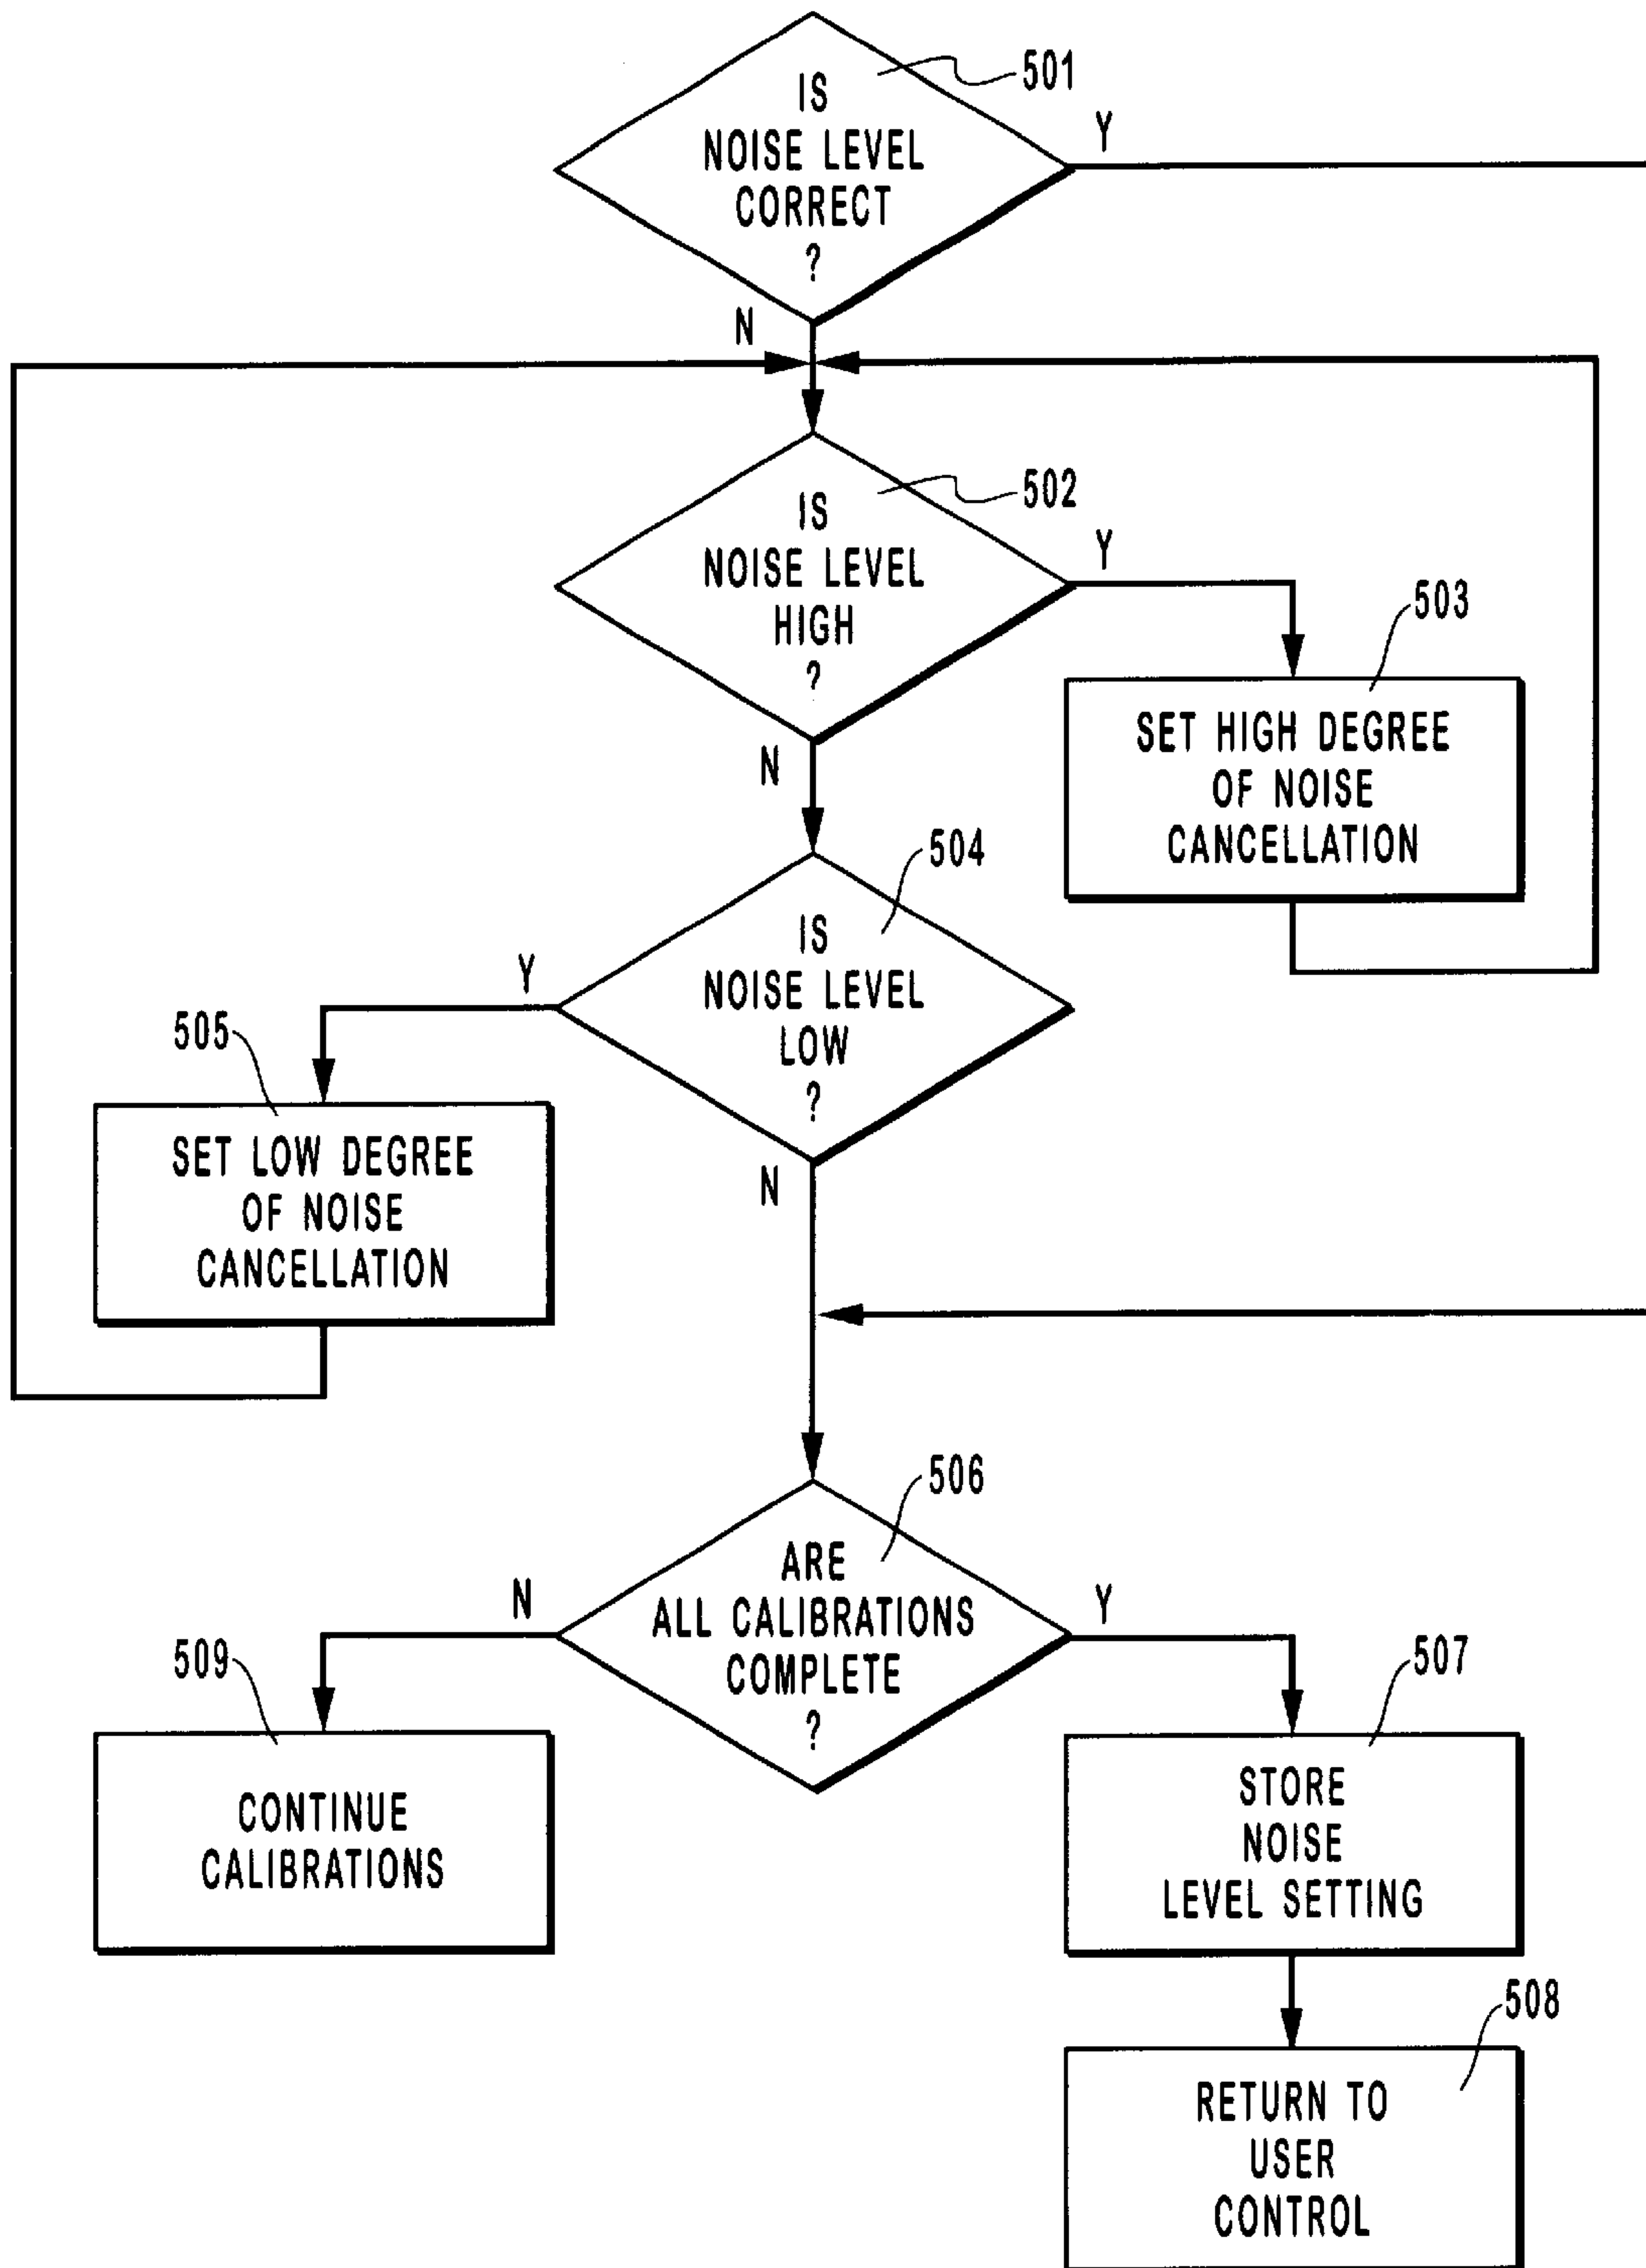 501
IS
NOISE LEVEL
CORRECT
?
Y
N
502
IS
NOISE LEVEL
HIGH
?
Y
N
503
SET HIGH DEGREE
OF NOISE
CANCELLATION
504
IS
NOISE LEVEL
LOW
?
Y
N
505
SET LOW DEGREE
OF NOISE
CANCELLATION
506
ARE
ALL CALIBRATIONS
COMPLETE
?
N
Y
509
CONTINUE
CALIBRATIONS
507
STORE
NOISE
LEVEL SETTING
508
RETURN TO
USER
CONTROL